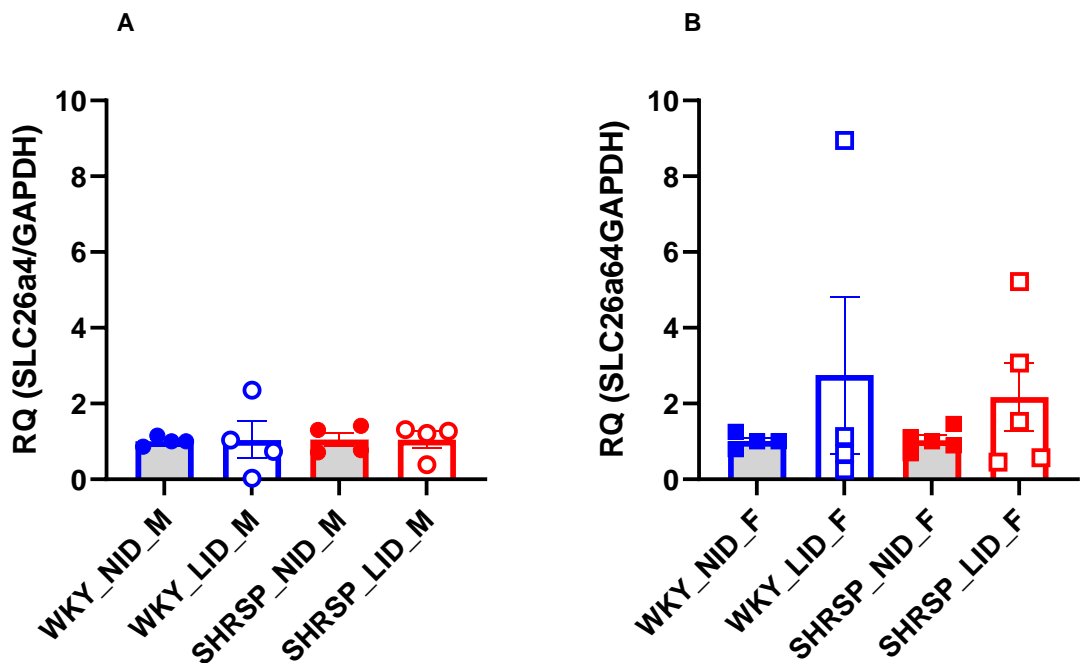 A
RQ (SLC26a4/GAPDH)
10
8
6
4
2
0
WKY_NID_M
WKY_LID_M
SHRSP_NID_M
SHRSP_LID_M
B
RQ (SLC26a64GAPDH)
10
8
6
4
2
0
WKY_NID_F
WKY_LID_F
SHRSP_NID_F
SHRSP_LID_F